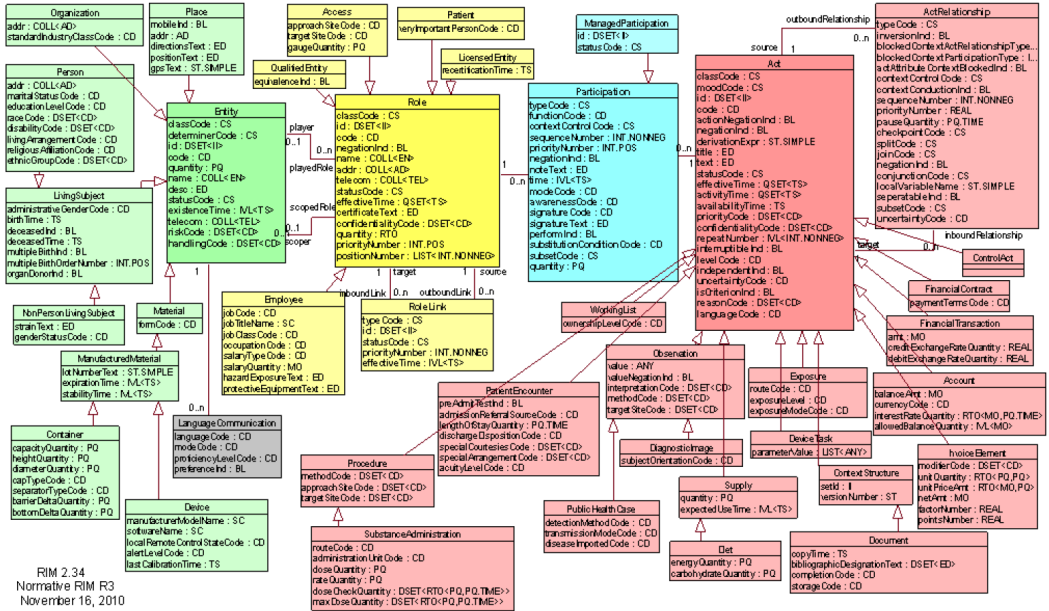 Organization
addr : COLL<AD>
standardIndustryClassCode : CD
Place
mobileInd : BL
addr : AD
directionsText : ED
positionText : ED
gpsText : ST.SIMPLE
Access
approachSiteCode : CD
targetSiteCode : CD
gaugeQuantity : PQ
Patient
veryImportantPersonCode : CD
LicensedEntity
recertificationTime : TS
QualifiedEntity
equivalenceInd : BL
ManagedParticipation
id : DSET<II>
statusCode : CS
outboundRelationship
source
1
0..n
ActRelationship
typeCode : CS
inversionInd : BL
blockedContextActRelationshipType...
blockedContextParticipationType : I...
actAttributeContextBlockedInd : BL
contextControlCode : CS
contextConductionInd : BL
sequenceNumber : INT.NONNEG
priorityNumber : REAL
pauseQuantity : PQ.TIME
checkpointCode : CS
splitCode : CS
joinCode : CS
negationInd : BL
conjunctionCode : CS
localVariableName : ST.SIMPLE
seperatableInd : BL
subsetCode : CS
uncertaintyCode : CD
Person
addr : COLL<AD>
maritalStatusCode : CD
educationLevelCode : CD
raceCode : DSET<CD>
disabilityCode : DSET<CD>
livingArrangementCode : CD
religiousAffiliationCode : CD
ethnicGroupCode : DSET<CD>
Entity
classCode : CS
determinerCode : CS
id : DSET<II>
code : CD
quantity : PQ
name : COLL<EN>
desc : ED
statusCode : CS
existenceTime : IVL<TS>
telecom : COLL<TEL>
riskCode : DSET<CD>
handlingCode : DSET<CD>
player
0..1
0..n
playedRole
scopedRole
0..1
0..n
scoper
Role
classCode : CS
id : DSET<II>
code : CD
negationInd : BL
name : COLL<EN>
addr : COLL<AD>
telecom : COLL<TEL>
statusCode : CS
effectiveTime : QSET<TS>
certificateText : ED
confidentialityCode : DSET<CD>
quantity : RTO
priorityNumber : INT.POS
positionNumber : LIST<INT.NONNEG>
1
0..n
Participation
typeCode : CS
functionCode : CD
contextControlCode : CS
sequenceNumber : INT.NONNEG
priorityNumber : INT.POS
negationInd : BL
noteText : ED
time : IVL<TS>
modeCode : CD
awarenessCode : CD
signatureCode : CD
signatureText : ED
performInd : BL
substitutionConditionCode : CD
subsetCode : CS
quantity : PQ
1
0..n
Act
classCode : CS
moodCode : CS
id : DSET<II>
code : CD
actionNegationInd : BL
negationInd : BL
derivationExpr : ST.SIMPLE
title : ED
text : ED
statusCode : CS
effectiveTime : QSET<TS>
activityTime : QSET<TS>
availabilityTime : TS
priorityCode : DSET<CD>
confidentialityCode : DSET<CD>
repeatNumber : IVL<INT.NONNEG>
interruptibleInd : BL
levelCode : CD
independentInd : BL
uncertaintyCode : CD
isCriterionInd : BL
reasonCode : DSET<CD>
languageCode : CD
target
1
0..n
inboundRelationship
LivingSubject
administrativeGenderCode : CD
birthTime : TS
deceasedInd : BL
deceasedTime : TS
multipleBirthInd : BL
multipleBirthOrderNumber : INT.POS
organDonorInd : BL
NonPersonLivingSubject
strainText : ED
genderStatusCode : CD
Material
formCode : CD
1
0..n
Employee
jobCode : CD
jobTitleName : SC
jobClassCode : CD
occupationCode : CD
salaryTypeCode : CD
salaryQuantity : MO
hazardExposureText : ED
protectiveEquipmentText : ED
1
target
inboundLink
0..n
1
source
outboundLink
0..n
RoleLink
typeCode : CS
id : DSET<II>
statusCode : CS
priorityNumber : INT.NONNEG
effectiveTime : IVL<TS>
ControlAct
FinancialContract
paymentTermsCode : CD
FinancialTransaction
amt : MO
creditExchangeRateQuantity : REAL
debitExchangeRateQuantity : REAL
WorkingList
ownershipLevelCode : CD
Observation
value : ANY
valueNegationInd : BL
interpretationCode : DSET<CD>
methodCode : DSET<CD>
targetSiteCode : DSET<CD>
Exposure
routeCode : CD
exposureLevel : CD
exposureModeCode : CD
Account
balanceAmt : MO
currencyCode : CD
interestRateQuantity : RTO<MO,PQ.TIME>
allowedBalanceQuantity : IVL<MO>
ManufacturedMaterial
lotNumberText : ST.SIMPLE
expirationTime : IVL<TS>
stabilityTime : IVL<TS>
PatientEncounter
preAdmitTestInd : BL
admissionReferralSourceCode : CD
lengthOfStayQuantity : PQ.TIME
dischargeDispositionCode : CD
specialCourtesiesCode : DSET<CD>
specialArrangementCode : DSET<CD>
acuityLevelCode : CD
LanguageCommunication
languageCode : CD
modeCode : CD
proficiencyLevelCode : CD
preferenceInd : BL
Container
capacityQuantity : PQ
heightQuantity : PQ
diameterQuantity : PQ
capTypeCode : CD
separatorTypeCode : CD
barrierDeltaQuantity : PQ
bottomDeltaQuantity : PQ
DiagnosticImage
subjectOrientationCode : CD
DeviceTask
parameterValue : LIST<ANY>
InvoiceElement
modifierCode : DSET<CD>
unitQuantity : RTO<PQ,PQ>
unitPriceAmt : RTO<MO,PQ>
netAmt : MO
factorNumber : REAL
pointsNumber : REAL
Procedure
methodCode : DSET<CD>
approachSiteCode : DSET<CD>
targetSiteCode : DSET<CD>
ContextStructure
setId : II
versionNumber : ST
Supply
quantity : PQ
expectedUseTime : IVL<TS>
PublicHealthCase
detectionMethodCode : CD
transmissionModeCode : CD
diseaseImportedCode : CD
Device
manufacturerModelName : SC
softwareName : SC
localRemoteControlStateCode : CD
alertLevelCode : CD
lastCalibrationTime : TS
SubstanceAdministration
routeCode : CD
administrationUnitCode : CD
doseQuantity : PQ
rateQuantity : PQ
doseCheckQuantity : DSET<RTO<PQ,PQ.TIME>>
maxDoseQuantity : DSET<RTO<PQ,PQ.TIME>>
Diet
energyQuantity : PQ
carbohydrateQuantity : PQ
Document
copyTime : TS
bibliographicDesignationText : DSET<ED>
completionCode : CD
storageCode : CD
RIM 2.34
Normative RIM R3
November 16, 2010